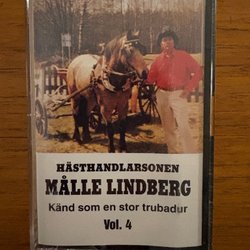 HÄSTHANDLARSONEN
MÅLLE LINDBERG
Känd som en stor trubadur
Vol. 4